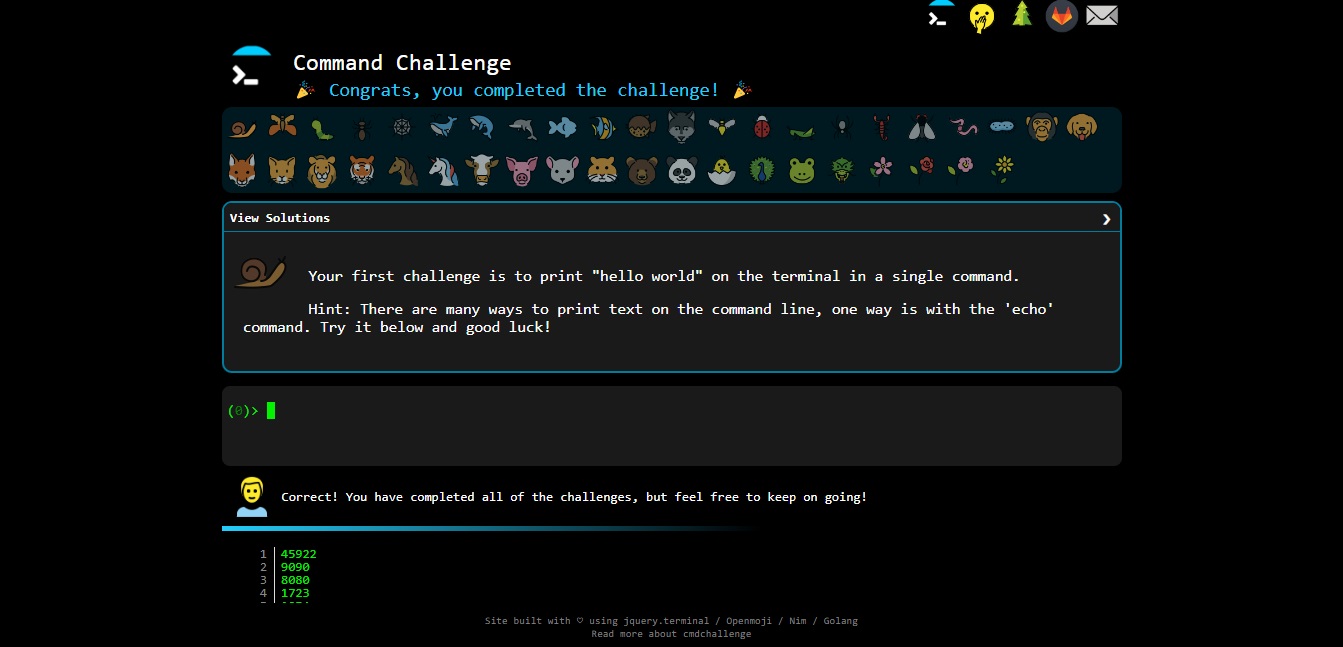 Command Challenge
Congrats, you completed the challenge!
View Solutions
Your first challenge is to print "hello world" on the terminal in a single command.
Hint: There are many ways to print text on the command line, one way is with the 'echo'
command. Try it below and good luck!
(0)>
Correct! You have completed all of the challenges, but feel free to keep on going!
1 45922
2 9090
3 8080
4 1723
Site built with ♡ using jquery.terminal / Openmoji / Nim / Golang
Read more about cmdchallenge